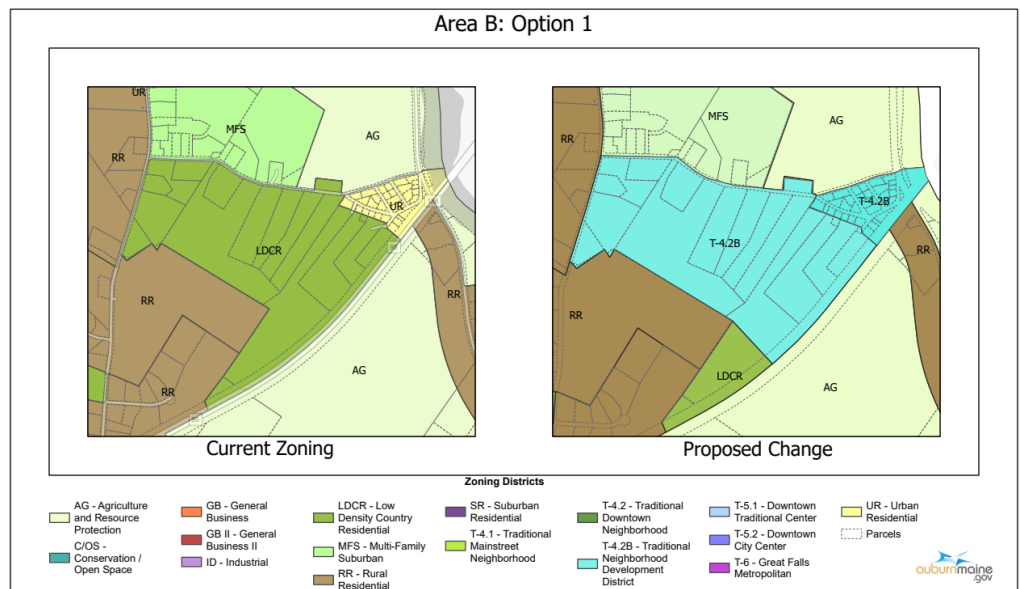 Area B: Option 1
UR
MFS
AG
RR
UR
LDCR
RR
RR
AG
RR
Current Zoning
MFS
AG
RR
T-4.2B
T-4.2B
RR
RR
LDCR
AG
Proposed Change
Zoning Districts
AG - Agriculture
and Resource
Protection
C/OS -
Conservation /
Open Space
GB - General
Business
GB II - General
Business II
ID - Industrial
LDCR - Low
Density Country
Residential
MFS - Multi-Family
Suburban
RR - Rural
Residential
SR - Suburban
Residential
T-4.1 - Traditional
Mainstreet
Neighborhood
T-4.2 - Traditional
Downtown
Neighborhood
T-4.2B - Traditional
Neighborhood
Development
District
T-5.1 - Downtown
Traditional Center
T-5.2 - Downtown
City Center
T-6 - Great Falls
Metropolitan
UR - Urban
Residential
Parcels
auburnmaine
.gov